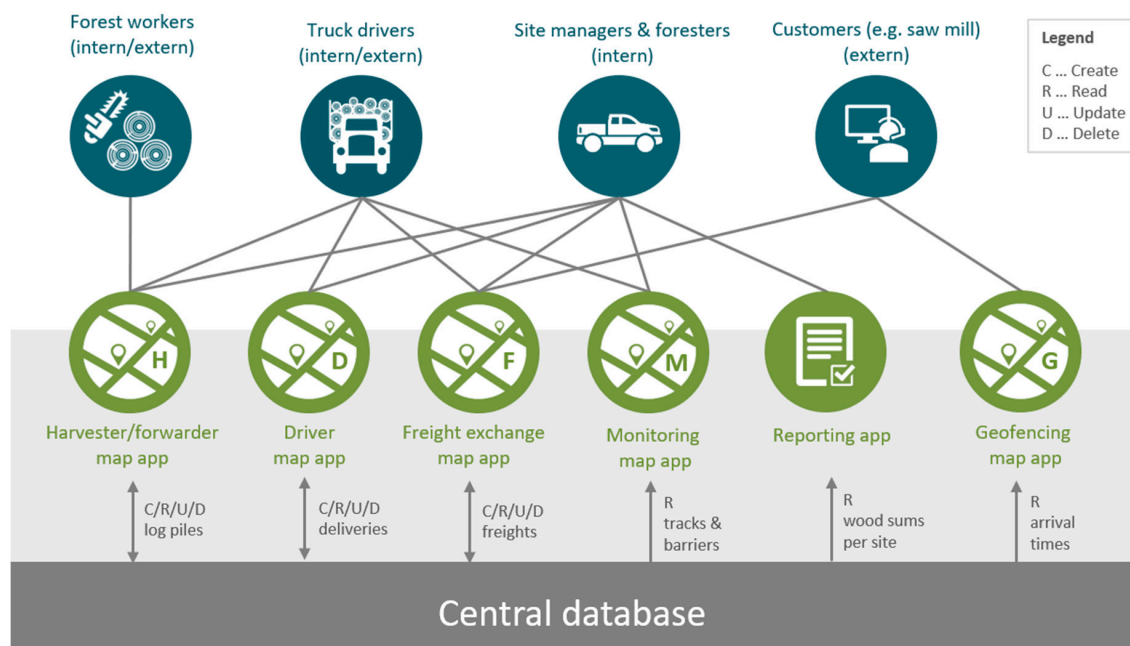 Forest workers
(intern/extern)
Truck drivers
(intern/extern)
Site managers & foresters
(intern)
Customers (e.g. saw mill)
(extern)
Legend
C ... Create
R ... Read
U ... Update
D ... Delete
H
D
F
M
G
Harvester/forwarder
map app
Driver
map app
Freight exchange
map app
Monitoring
map app
Reporting app
Geofencing
map app
C/R/U/D
log piles
C/R/U/D
deliveries
C/R/U/D
freights
R
tracks &
barriers
R
wood sums
per site
R
arrival
times
Central database